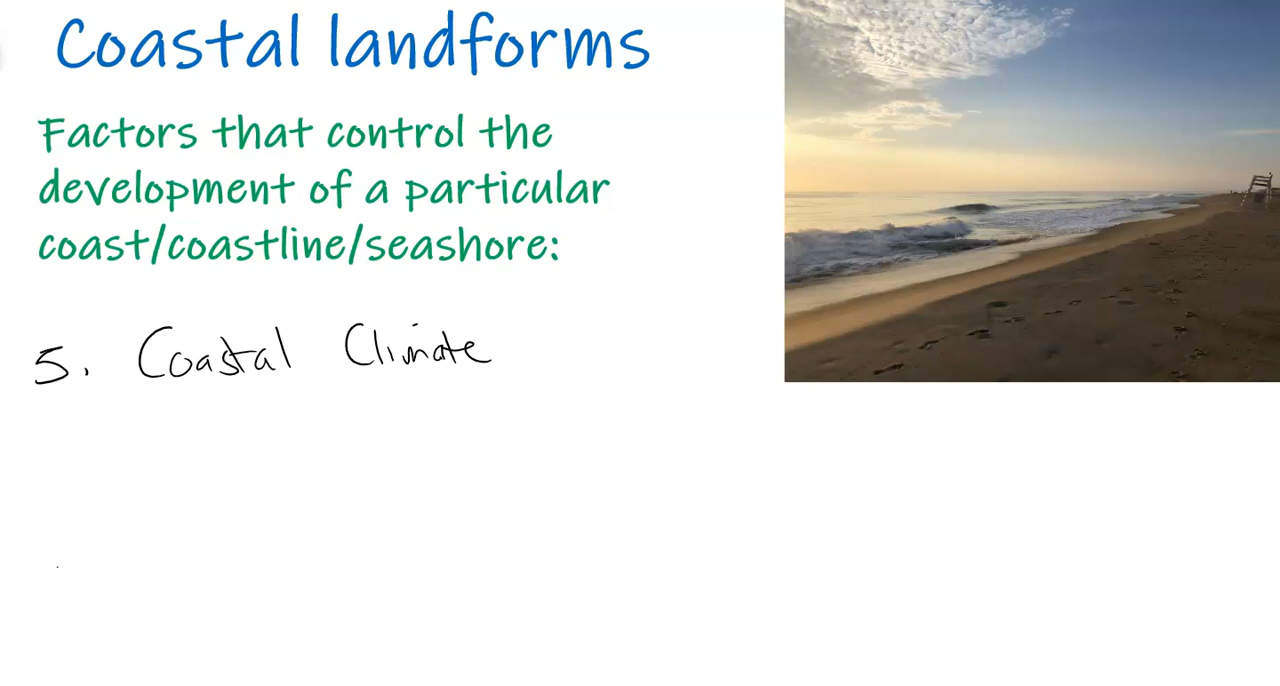 Coastal landforms
Factors that control the
development of a particular
coast/coastline/seashore:
5. Coastal Climate